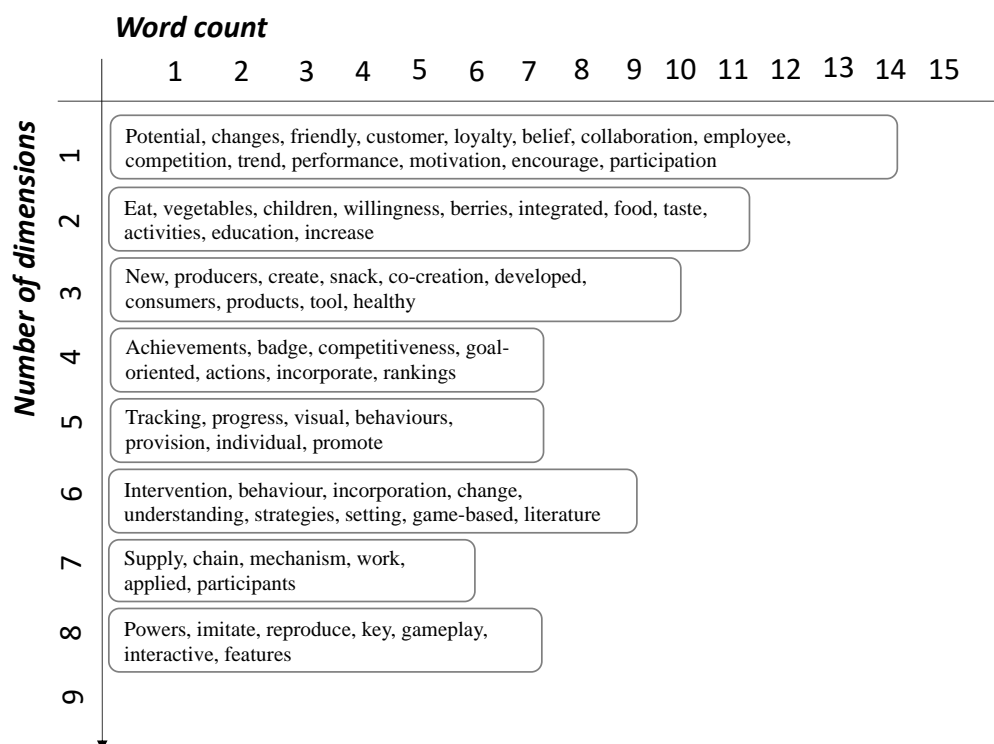 Word count
1 2 3 4 5 6 7 8 9 10 11 12 13 14 15
Number of dimensions
1
Potential, changes, friendly, customer, loyalty, belief, collaboration, employee,
competition, trend, performance, motivation, encourage, participation
2
Eat, vegetables, children, willingness, berries, integrated, food, taste,
activities, education, increase
3
New, producers, create, snack, co-creation, developed,
consumers, products, tool, healthy
4
Achievements, badge, competitiveness, goal-
oriented, actions, incorporate, rankings
5
Tracking, progress, visual, behaviours,
provision, individual, promote
6
Intervention, behaviour, incorporation, change,
understanding, strategies, setting, game-based, literature
7
Supply, chain, mechanism, work,
applied, participants
8
Powers, imitate, reproduce, key, gameplay,
interactive, features
9